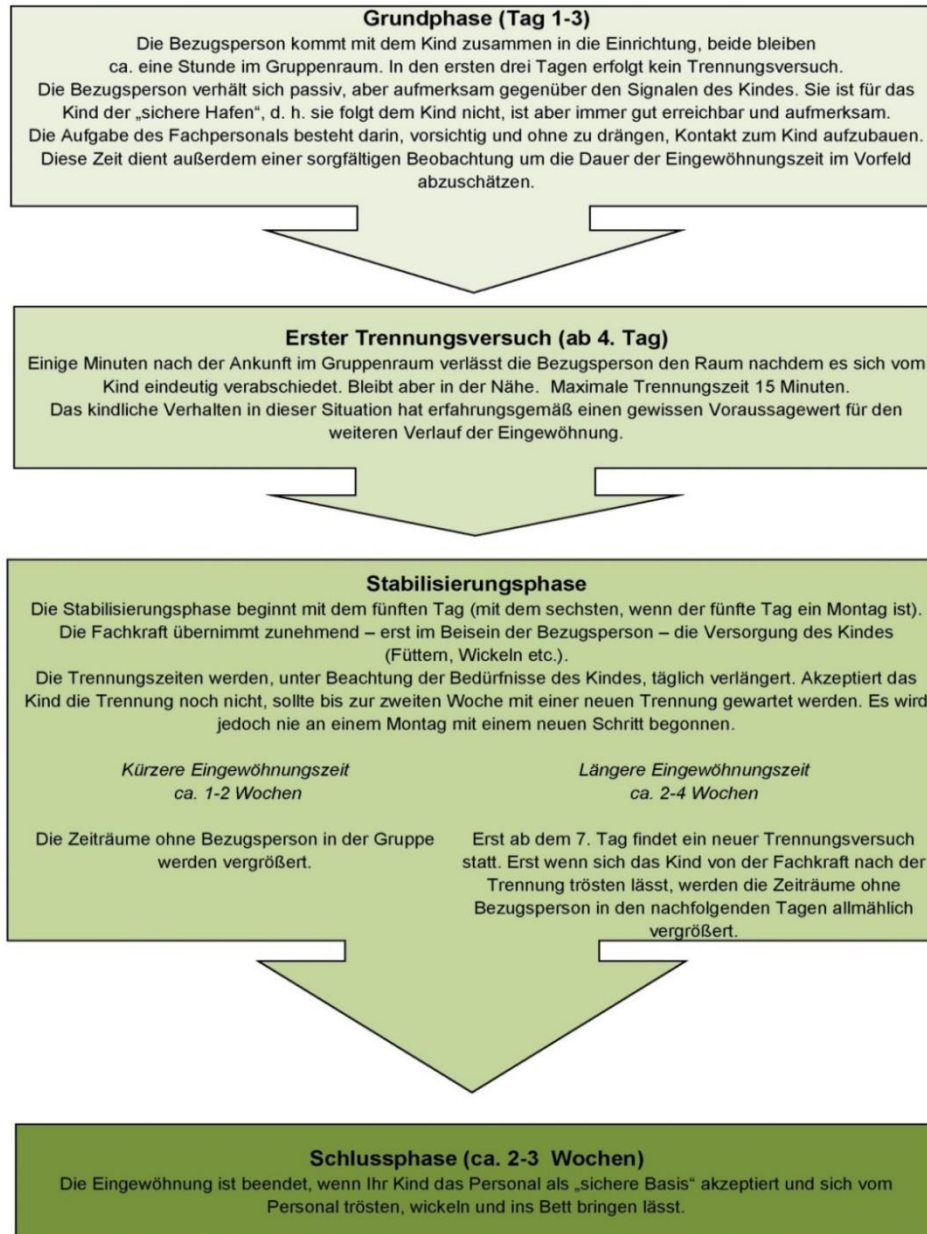 Grundphase (Tag 1-3)
Die Bezugsperson kommt mit dem Kind zusammen in die Einrichtung, beide bleiben
ca. eine Stunde im Gruppenraum. In den ersten drei Tagen erfolgt kein Trennungsversuch.
Die Bezugsperson verhält sich passiv, aber aufmerksam gegenüber den Signalen des Kindes. Sie ist für das
Kind der „sichere Hafen“, d. h. sie folgt dem Kind nicht, ist aber immer gut erreichbar und aufmerksam.
Die Aufgabe des Fachpersonals besteht darin, vorsichtig und ohne zu drängen, Kontakt zum Kind aufzubauen.
Diese Zeit dient außerdem einer sorgfältigen Beobachtung um die Dauer der Eingewöhnungszeit im Vorfeld
abzuschätzen.
Erster Trennungsversuch (ab 4. Tag)
Einige Minuten nach der Ankunft im Gruppenraum verlässt die Bezugsperson den Raum nachdem es sich vom
Kind eindeutig verabschiedet. Bleibt aber in der Nähe. Maximale Trennungszeit 15 Minuten.
Das kindliche Verhalten in dieser Situation hat erfahrungsgemäß einen gewissen Voraussagewert für den
weiteren Verlauf der Eingewöhnung.
Stabilisierungsphase
Die Stabilisierungsphase beginnt mit dem fünften Tag (mit dem sechsten, wenn der fünfte Tag ein Montag ist).
Die Fachkraft übernimmt zunehmend – erst im Beisein der Bezugsperson – die Versorgung des Kindes
(Füttern, Wickeln etc.).
Die Trennungszeiten werden, unter Beachtung der Bedürfnisse des Kindes, täglich verlängert. Akzeptiert das
Kind die Trennung noch nicht, sollte bis zur zweiten Woche mit einer neuen Trennung gewartet werden. Es wird
jedoch nie an einem Montag mit einem neuen Schritt begonnen.
Kürzere Eingewöhnungszeit
ca. 1-2 Wochen
Die Zeiträume ohne Bezugsperson in der Gruppe
werden vergrößert.
Längere Eingewöhnungszeit
ca. 2-4 Wochen
Erst ab dem 7. Tag findet ein neuer Trennungsversuch
statt. Erst wenn sich das Kind von der Fachkraft nach der
Trennung trösten lässt, werden die Zeiträume ohne
Bezugsperson in den nachfolgenden Tagen allmählich
vergrößert.
Schlussphase (ca. 2-3 Wochen)
Die Eingewöhnung ist beendet, wenn Ihr Kind das Personal als „sichere Basis“ akzeptiert und sich vom
Personal trösten, wickeln und ins Bett bringen lässt.